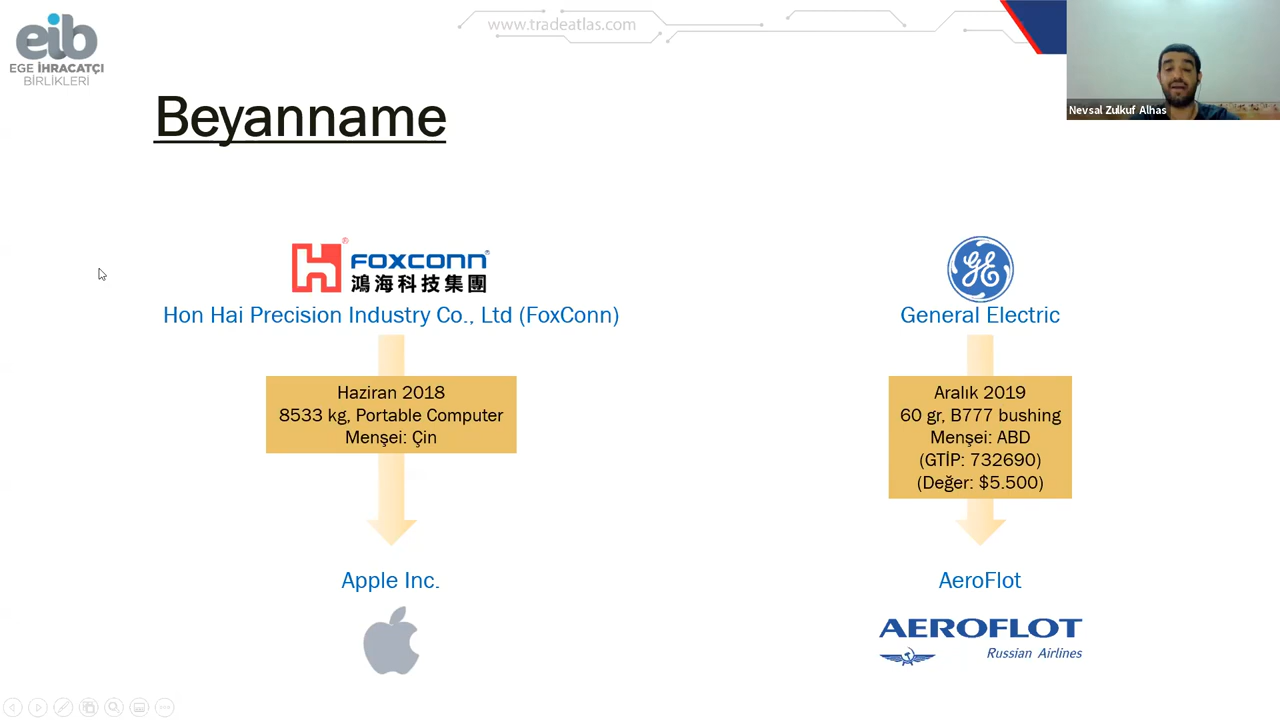 eib
EGE İHRACATÇI
BİRLİKLERİ
www.tradeatlas.com
Nevsal Zulkuf Alhas
Beyanname
FOXCONN®
鴻海科技集團
Hon Hai Precision Industry Co., Ltd (FoxConn)
Haziran 2018
8533 kg, Portable Computer
Menşei: Çin
Apple Inc.
GE
General Electric
Aralık 2019
60 gr, B777 bushing
Menşei: ABD
(GTİP: 732690)
(Değer: $5.500)
AeroFlot
AEROFLOT
Russian Airlines